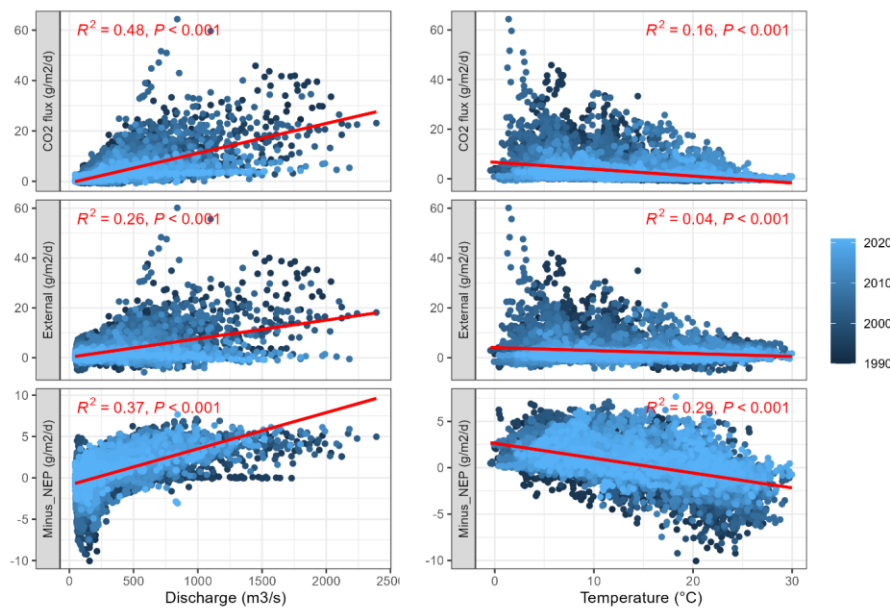 R² = 0.48, P < 0.001
60
40
20
0
CO2 flux (g/m2/d)
R² = 0.16, P < 0.001
60
40
20
0
CO2 flux (g/m2/d)
R² = 0.26, P < 0.001
60
40
20
0
External (g/m2/d)
R² = 0.04, P < 0.001
60
40
20
0
External (g/m2/d)
R² = 0.37, P < 0.001
10
5
0
-5
-10
Minus_NEP (g/m2/d)
R² = 0.29, P < 0.001
5
0
-5
-10
Minus_NEP (g/m2/d)
2020
2010
2000
1990
0 500 1000 1500 2000 2500
Discharge (m3/s)
0 10 20 30
Temperature (°C)